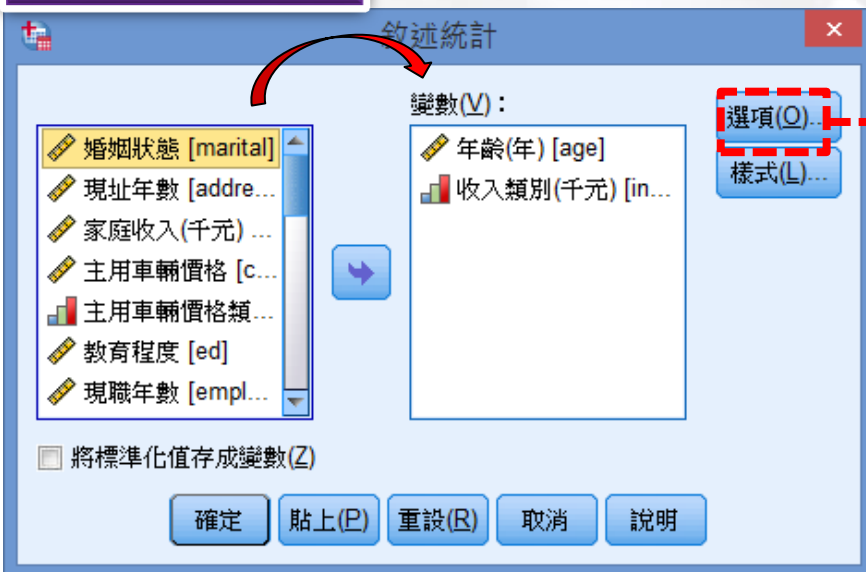 敘述統計
變數(V)：
婚姻狀態 [marital]
現址年數 [addre...
家庭收入(千元) ...
主用車輛價格 [c...
主用車輛價格類...
教育程度 [ed]
現職年數 [empl...
年齡(年) [age]
收入類別(千元) [in...
選項(O)...
樣式(L)...
將標準化值存成變數(Z)
確定
貼上(P)
重設(R)
取消
說明